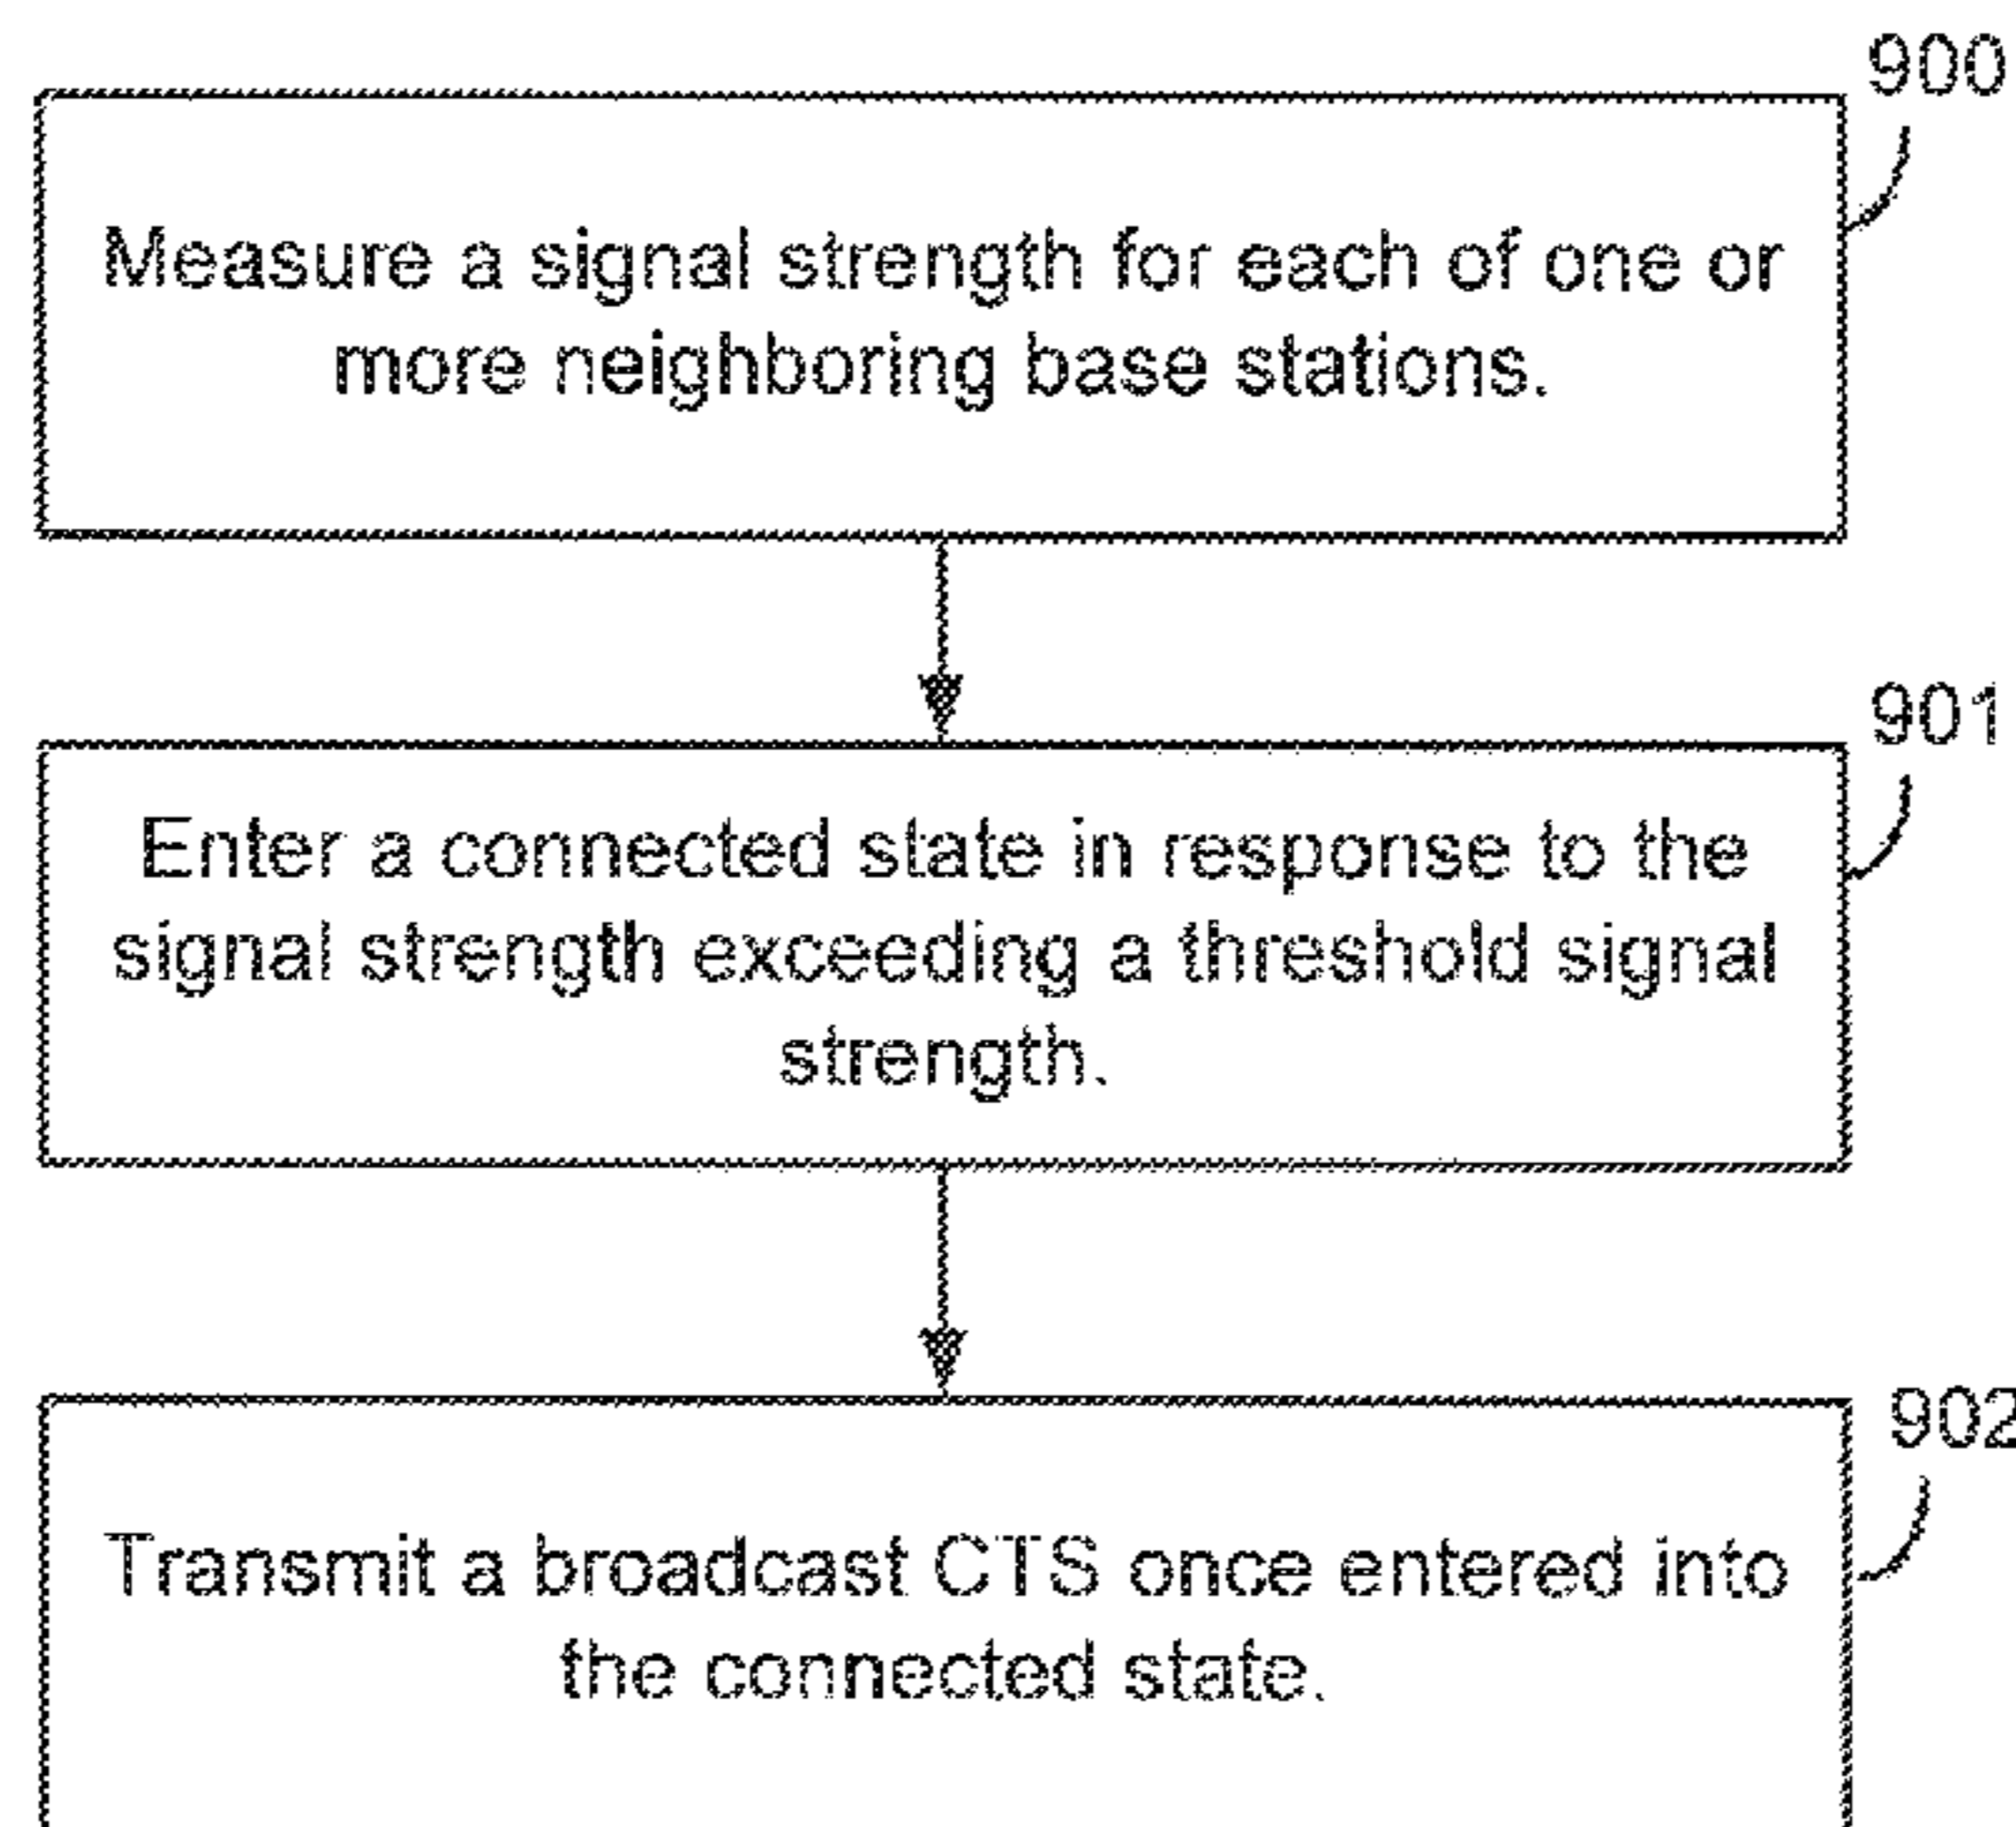 900
Measure a signal strength for each of one or
more neighboring base stations.
901
Enter a connected state in response to the
signal strength exceeding a threshold signal
strength.
902
Transmit a broadcast CTS once entered into
the connected state.